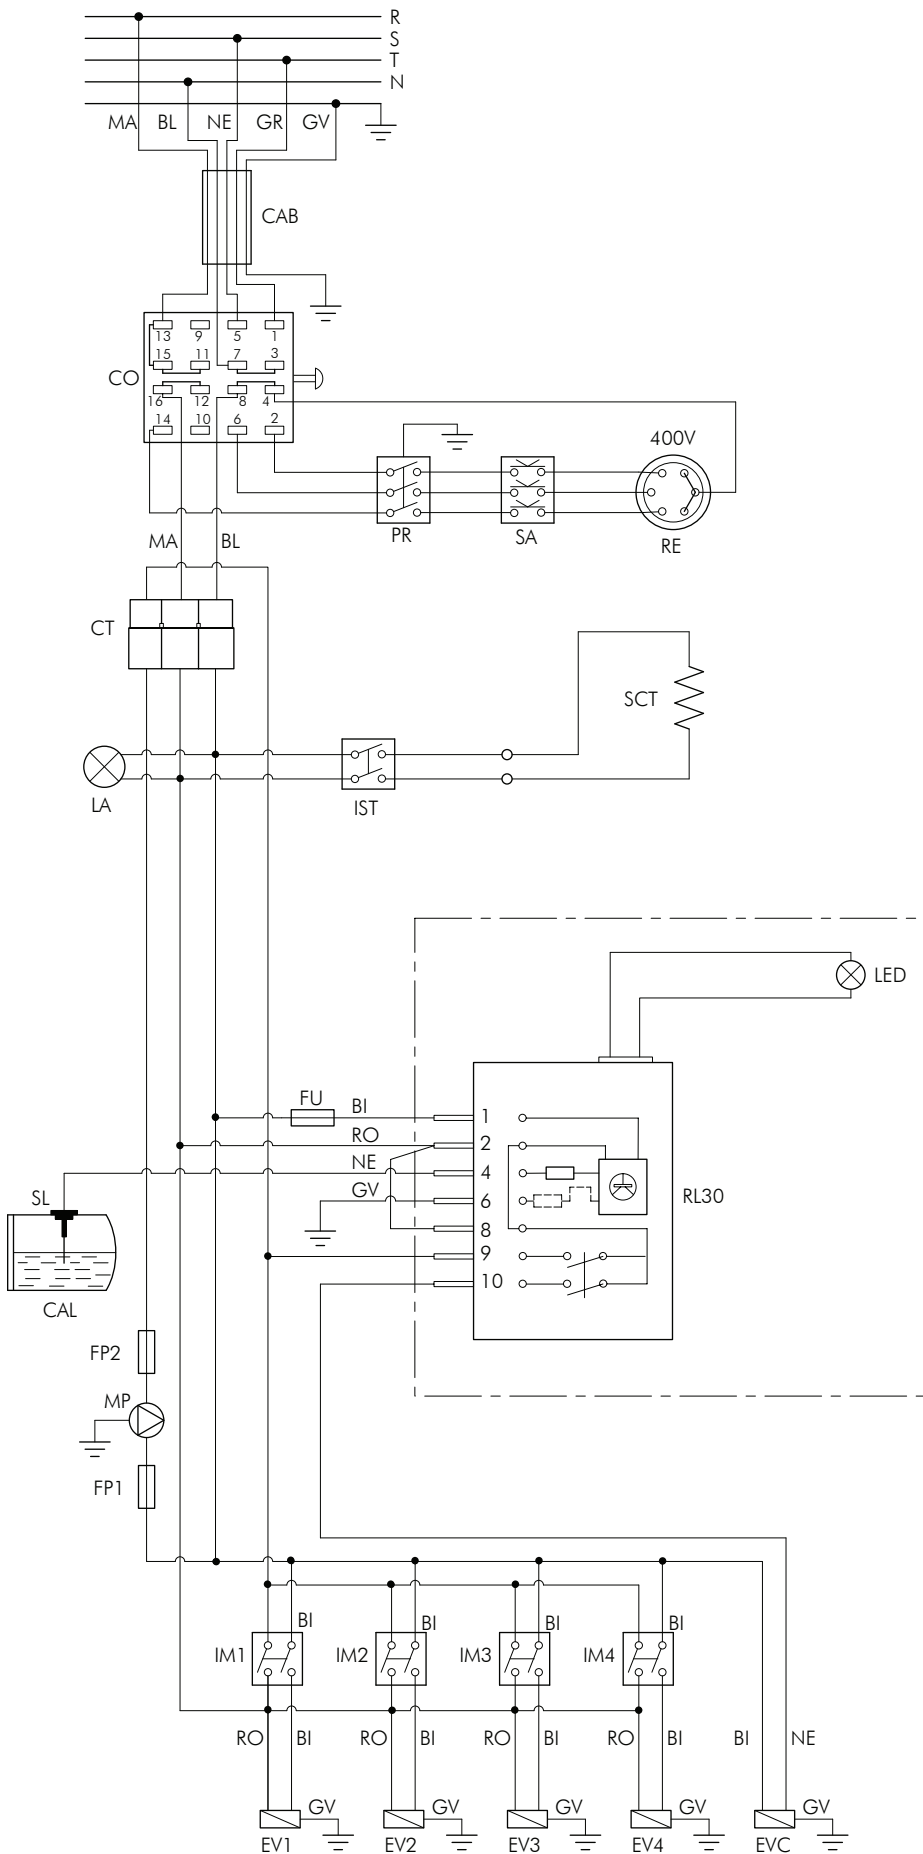 R
S
T
N
MA BL NE GR GV
CAB
13 9 5 1
15 11 7 3
CO
16 12 8 4
14 10 6 2
400V
PR
SA
RE
MA BL
CT
SCT
LA
IST
LED
FU
BI
1
RO
2
NE
4
GV
6
RL30
SL
8
9
10
CAL
FP2
MP
FP1
BI BI BI BI
IM1 IM2 IM3 IM4
RO BI RO BI RO BI RO BI BI NE
GV GV GV GV GV
EV1 EV2 EV3 EV4 EVC